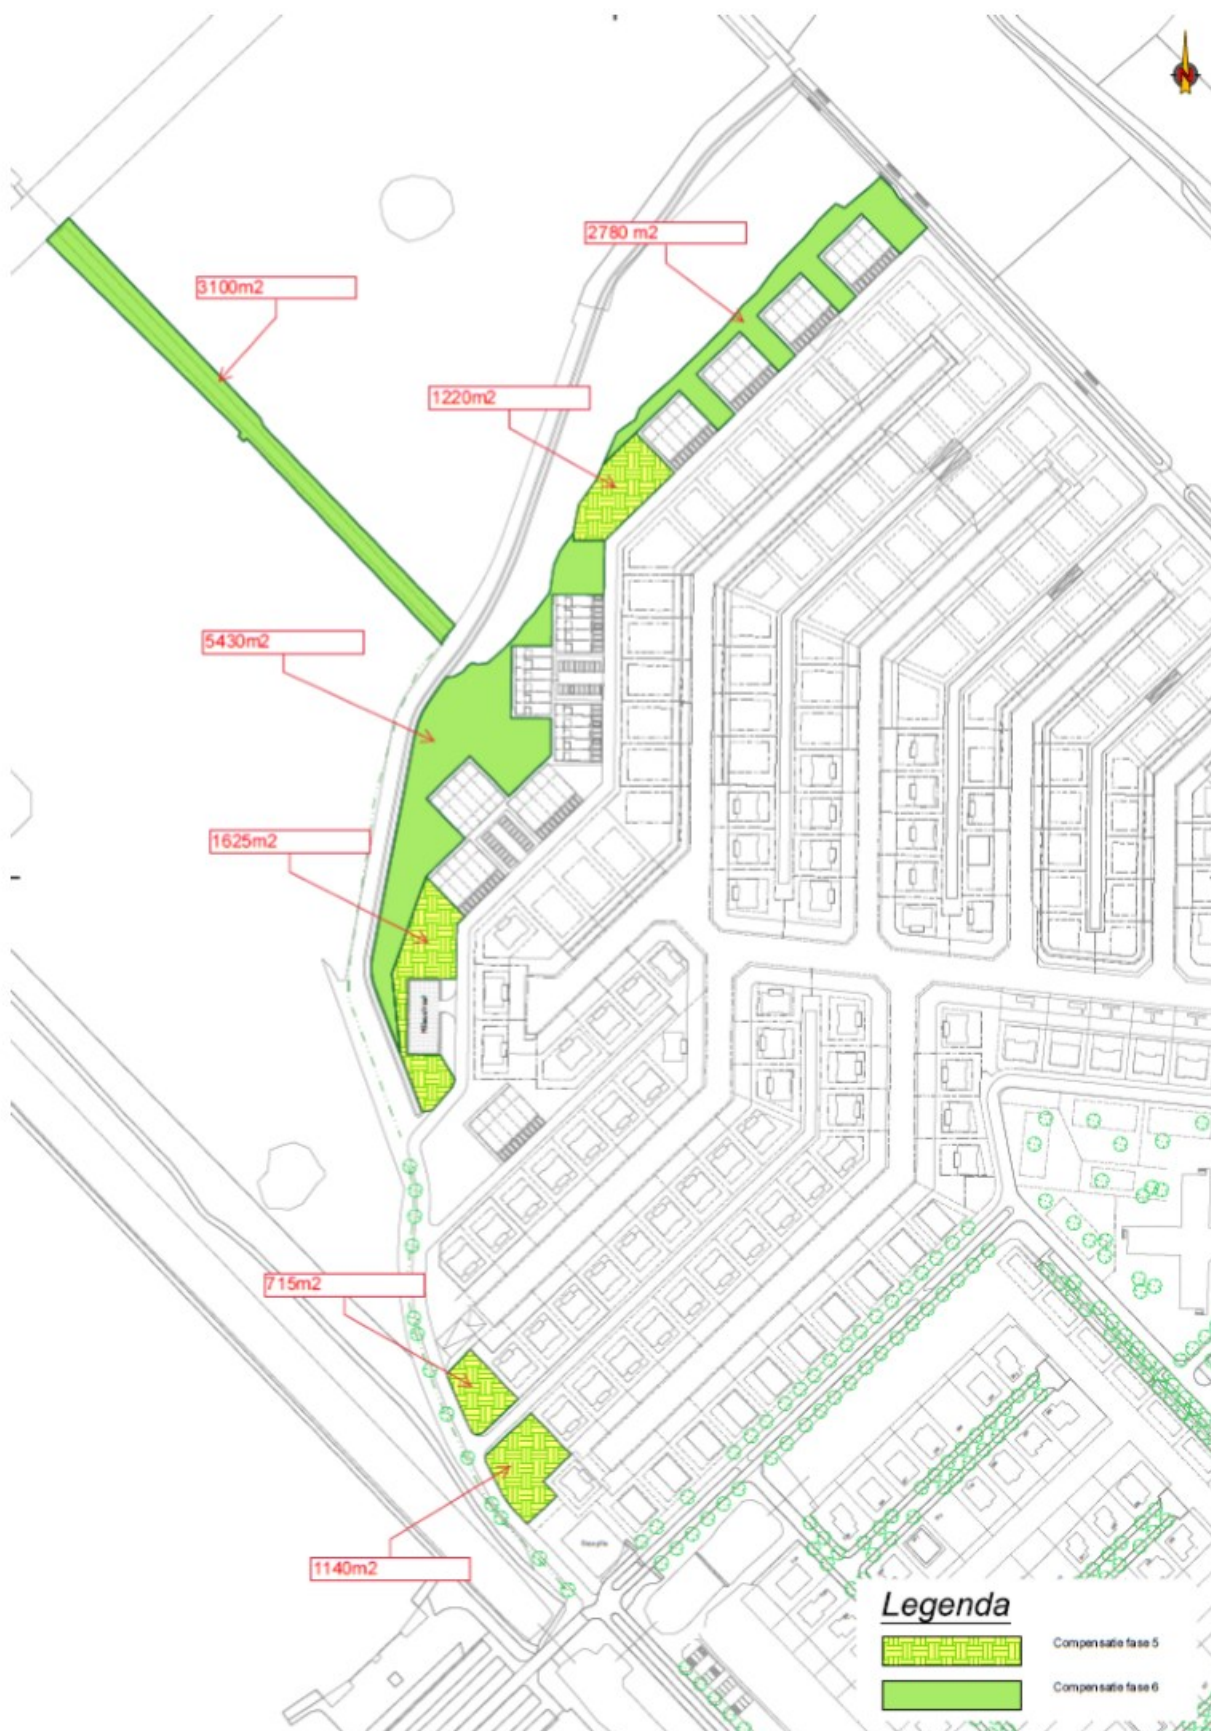 N
2780 m2
3100m2
1220m2
5430m2
1625m2
715m2
1140m2
Legenda
Compensatie fase 5
Compensatie fase 6